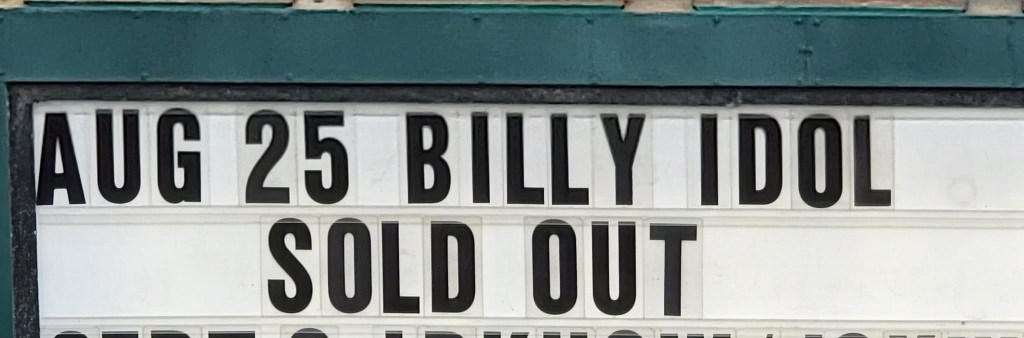 AUG 25 BILLY IDOL
SOLD OUT